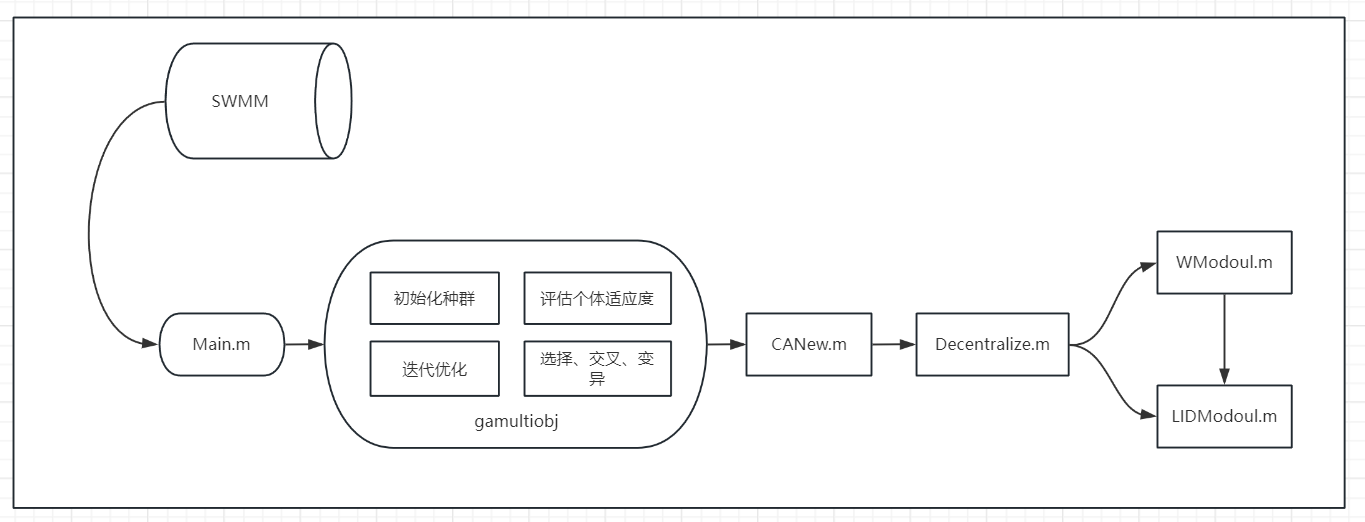 SWMM
Main.m
初始化种群
评估个体适应度
迭代优化
选择、交叉、变
异
gamultiobj
CANew.m
Decentralize.m
WModoul.m
LIDModoul.m